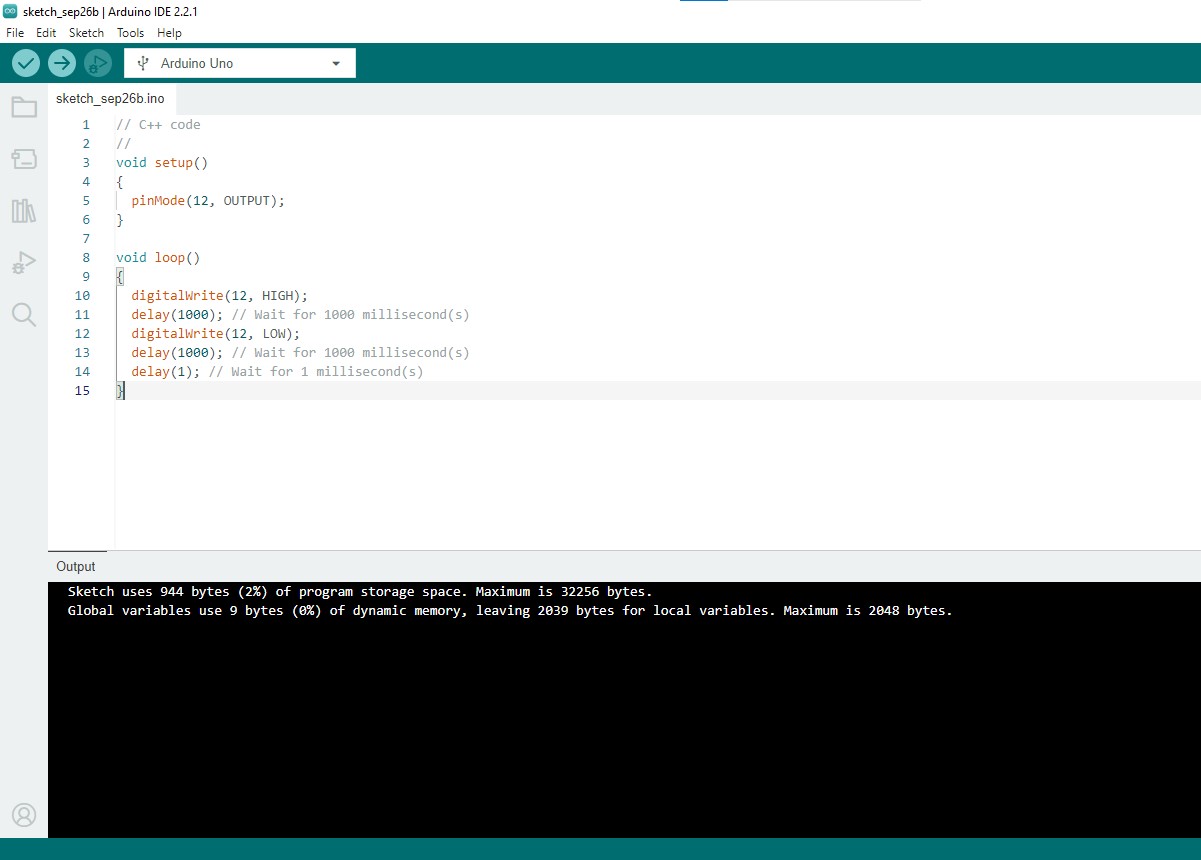 sketch_sep26b | Arduino IDE 2.2.1
File Edit Sketch Tools Help
Arduino Uno
sketch_sep26b.ino
1 // C++ code
2 //
3 void setup()
4 {
5   pinMode(12, OUTPUT);
6 }
7
8 void loop()
9 {
10   digitalWrite(12, HIGH);
11   delay(1000); // Wait for 1000 millisecond(s)
12   digitalWrite(12, LOW);
13   delay(1000); // Wait for 1000 millisecond(s)
14   delay(1); // Wait for 1 millisecond(s)
15 }
Output
Sketch uses 944 bytes (2%) of program storage space. Maximum is 32256 bytes.
Global variables use 9 bytes (0%) of dynamic memory, leaving 2039 bytes for local variables. Maximum is 2048 bytes.